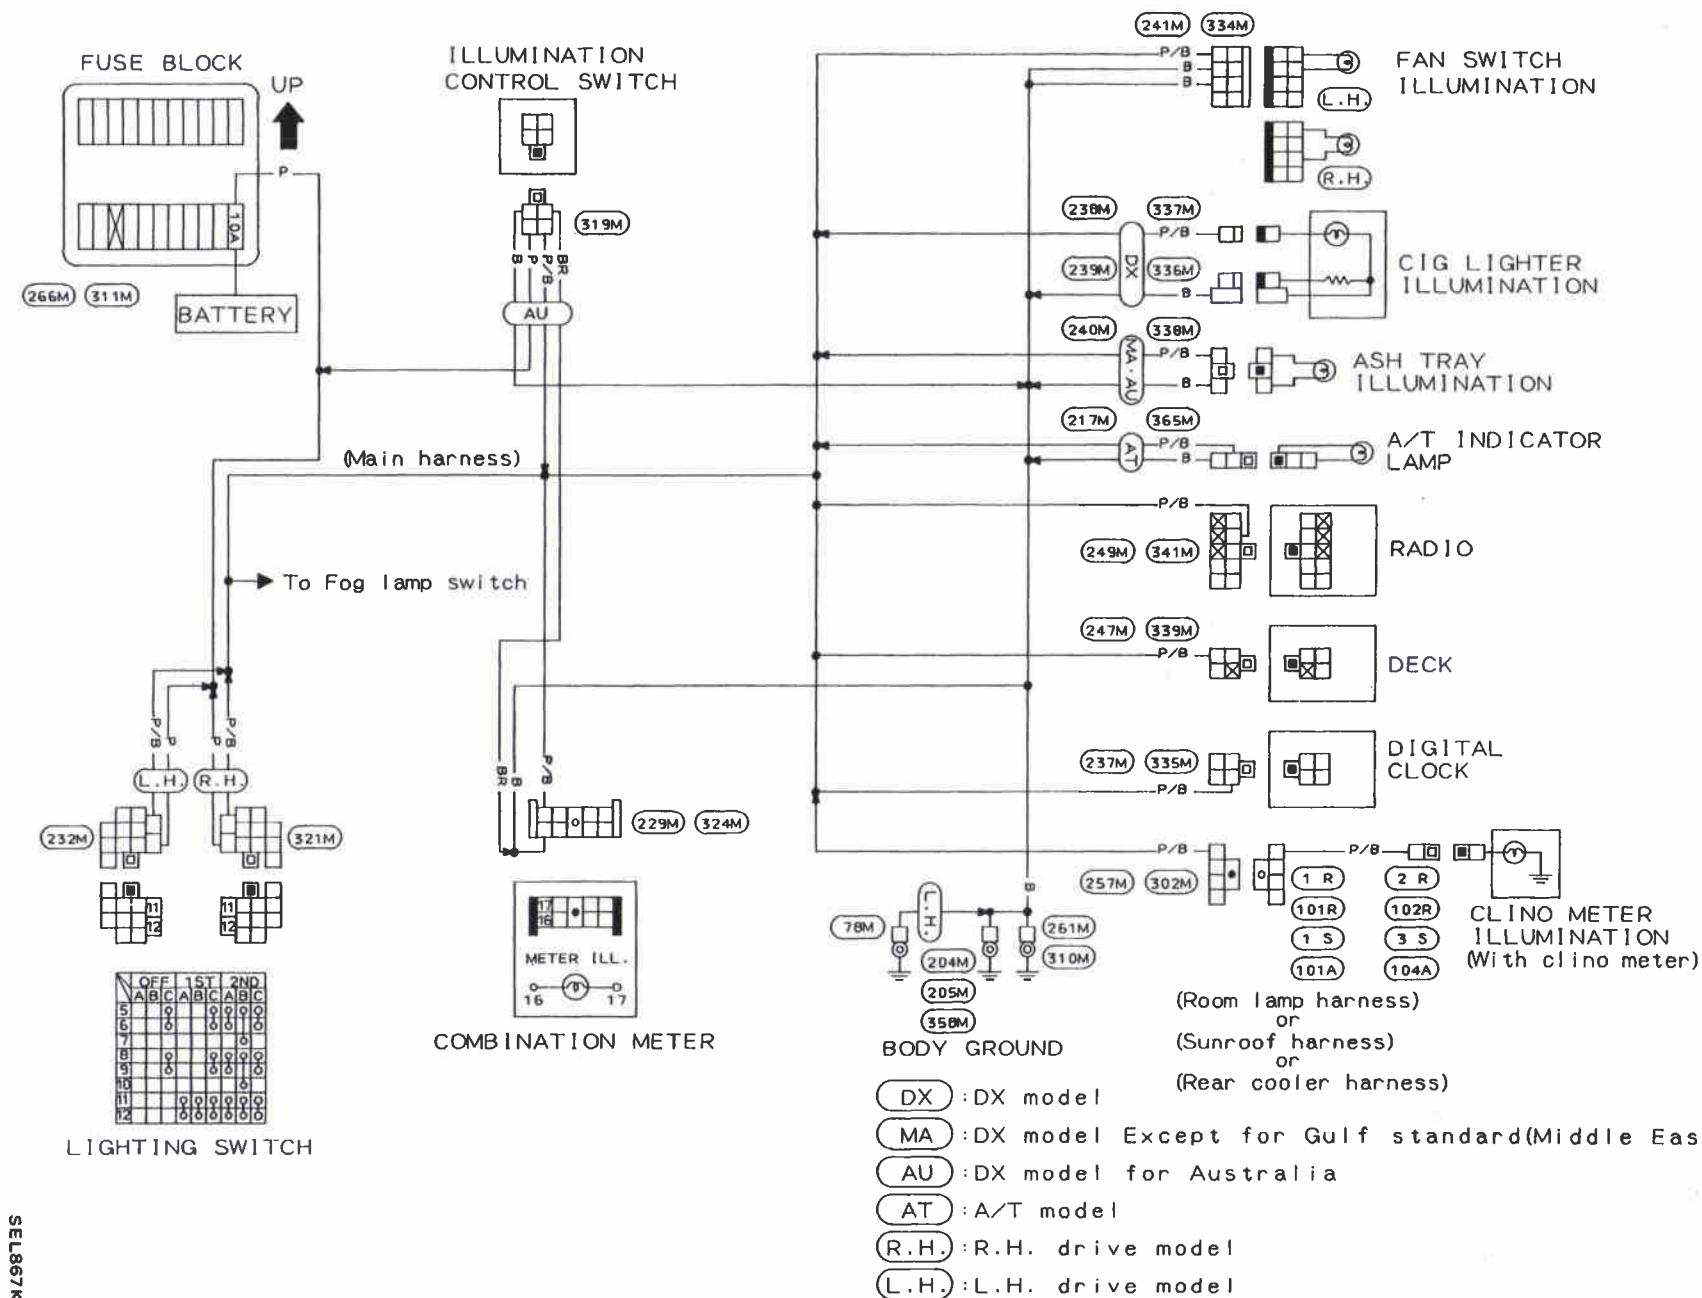 FUSE BLOCK
UP
P
10A
266M 311M
BATTERY
ILLUMINATION
CONTROL SWITCH
319M
B P P/B BR
AU
(Main harness)
To Fog lamp switch
P/B P P P/B
L.H. R.H.
232M 321M
11 11
12 12
OFF 1ST 2ND
A B C A B C A B C
5
6
7
8
9
10
11
12
LIGHTING SWITCH
BR B P/B
229M 324M
17
16
METER ILL.
16 17
COMBINATION METER
241M 334M
P/B
B
B
FAN SWITCH
ILLUMINATION
L.H.
R.H.
238M 337M
P/B
DX
239M 336M
B
CIG LIGHTER
ILLUMINATION
240M 338M
P/B
MA·AU
B
ASH TRAY
ILLUMINATION
217M 365M
P/B
AT
B
A/T INDICATOR
LAMP
P/B
249M 341M
RADIO
247M 339M
P/B
DECK
237M 335M
P/B
DIGITAL
CLOCK
P/B P/B
257M 302M
1 R 2 R
101R 102R
1 S 3 S
101A 104A
CLINO METER
ILLUMINATION
(With clino meter)
(Room lamp harness)
or
(Sunroof harness)
or
(Rear cooler harness)
B
L.H.
78M
261M
310M
204M
205M
358M
BODY GROUND
DX :DX model
MA :DX model Except for Gulf standard(Middle Eas
AU :DX model for Australia
AT :A/T model
R.H. :R.H. drive model
L.H. :L.H. drive model
SEL867K